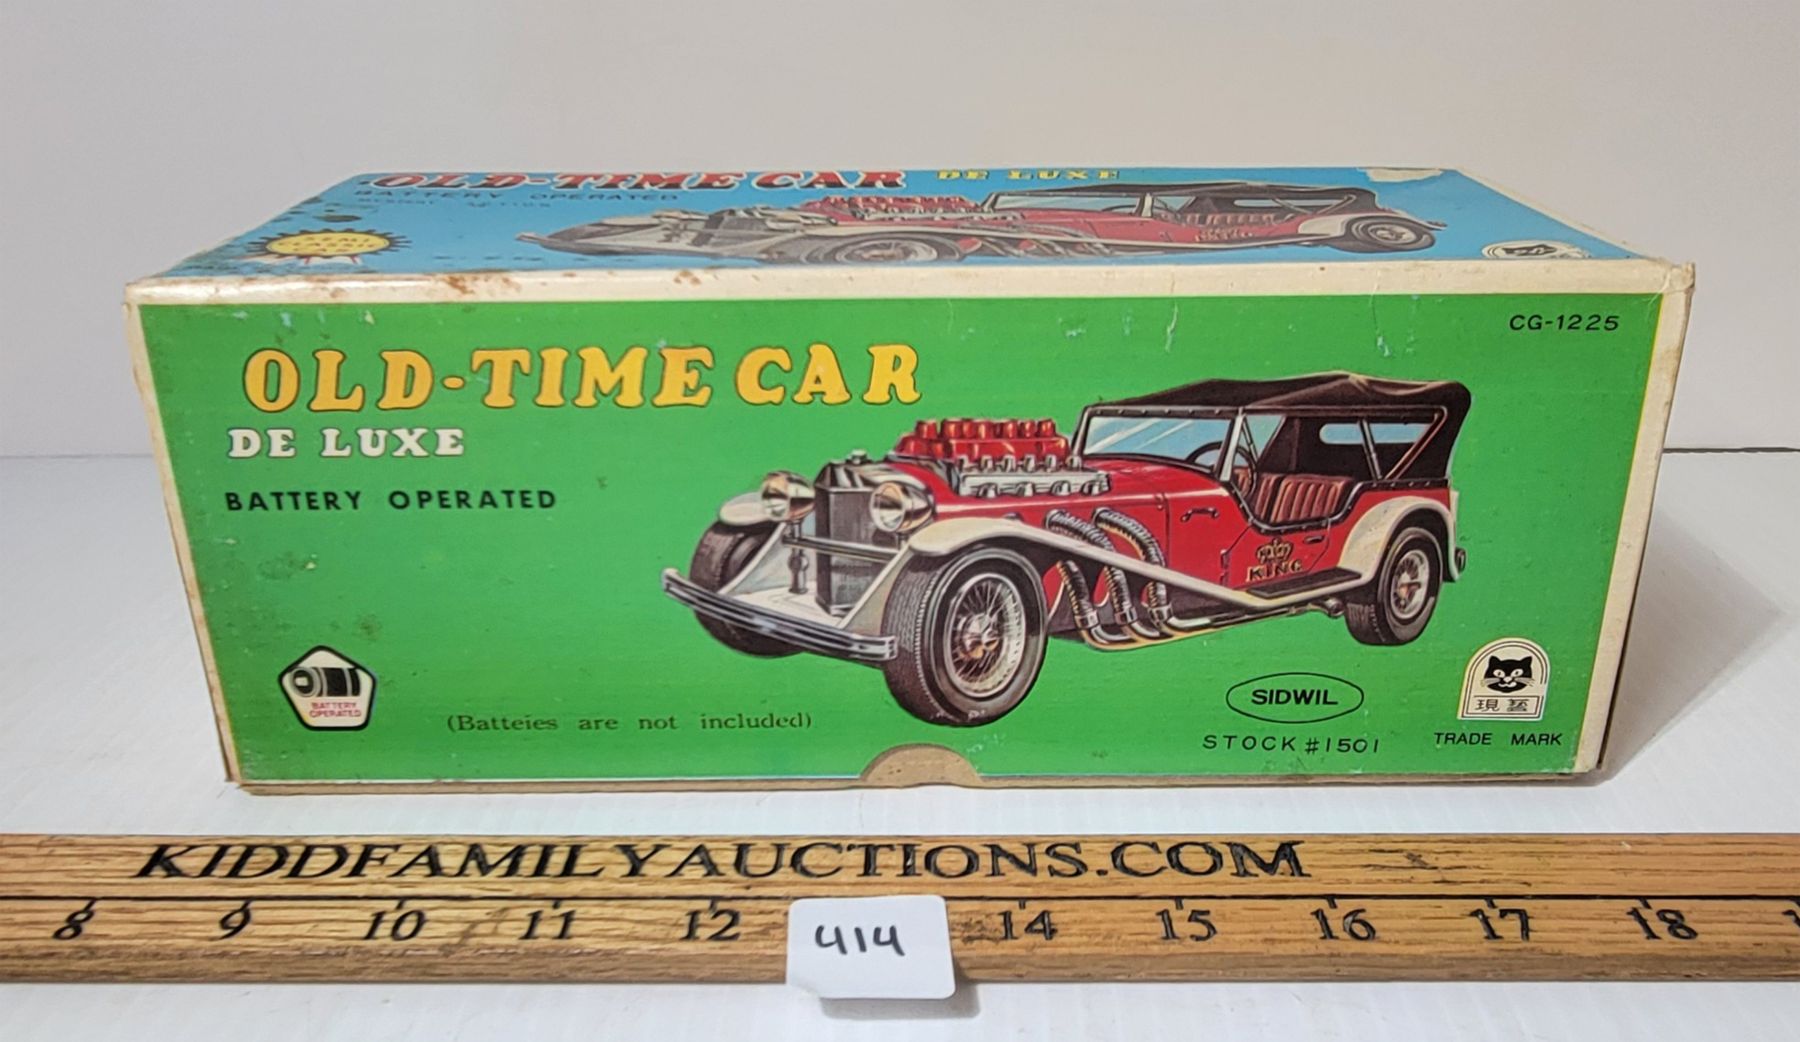 OLD-TIME CAR DE LUXE
BATTERY OPERATED
CG-1225
OLD-TIME CAR
DE LUXE
BATTERY OPERATED
KING
BATTERY
OPERATED
(Batteies are not included)
SIDWIL
STOCK #1501
現藝
TRADE MARK
KIDDFAMILYAUCTIONS.COM
8 9 10 11 12 14 15 16 17 18
414